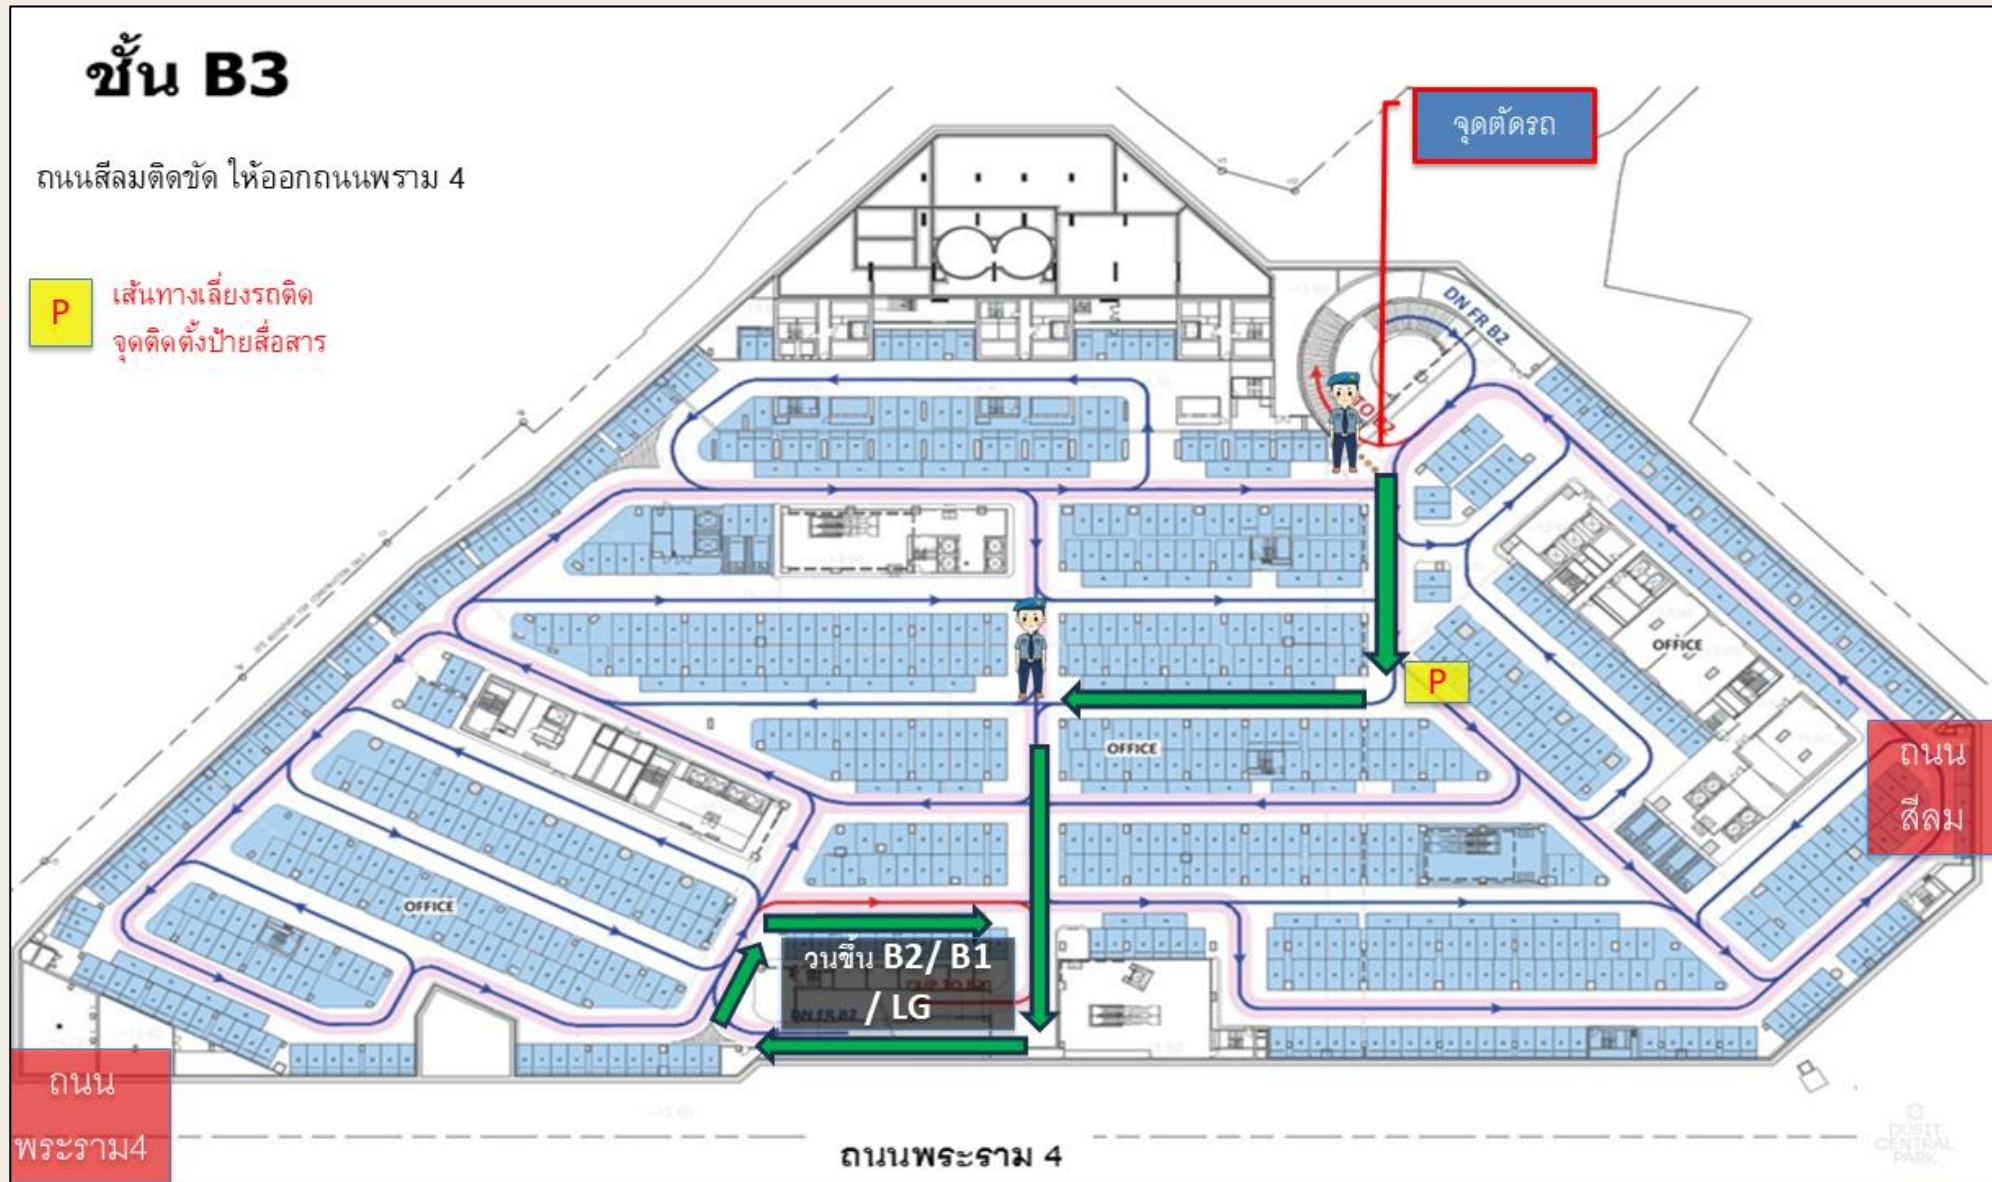 ชั้น B3
จุดตัดรถ
ถนนสีลมติดขัด ให้ออกถนนพราม 4
P
เส้นทางเลี่ยงรถติด
จุดติดตั้งป้ายสื่อสาร
DN FR B2
OFFICE
P
OFFICE
ถนน
สีลม
OFFICE
วนขึ้น B2/ B1
/ LG
DN FR B2
ถนน
พระราม4
ถนนพระราม 4
DUSIT
CENTRAL
PARK